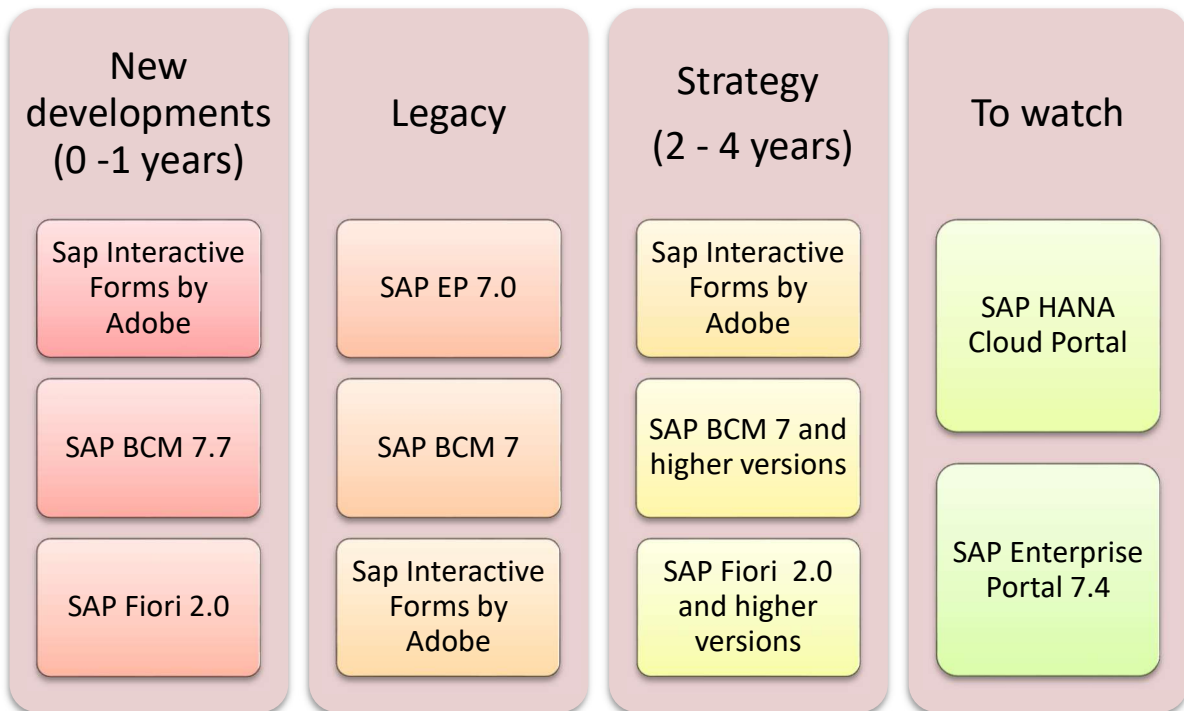 New
developments
(0 -1 years)
Sap Interactive
Forms by
Adobe
SAP BCM 7.7
SAP Fiori 2.0
Legacy
SAP EP 7.0
SAP BCM 7
Sap Interactive
Forms by
Adobe
Strategy
(2 - 4 years)
Sap Interactive
Forms by
Adobe
SAP BCM 7 and
higher versions
SAP Fiori  2.0
and higher
versions
To watch
SAP HANA
Cloud Portal
SAP Enterprise
Portal 7.4